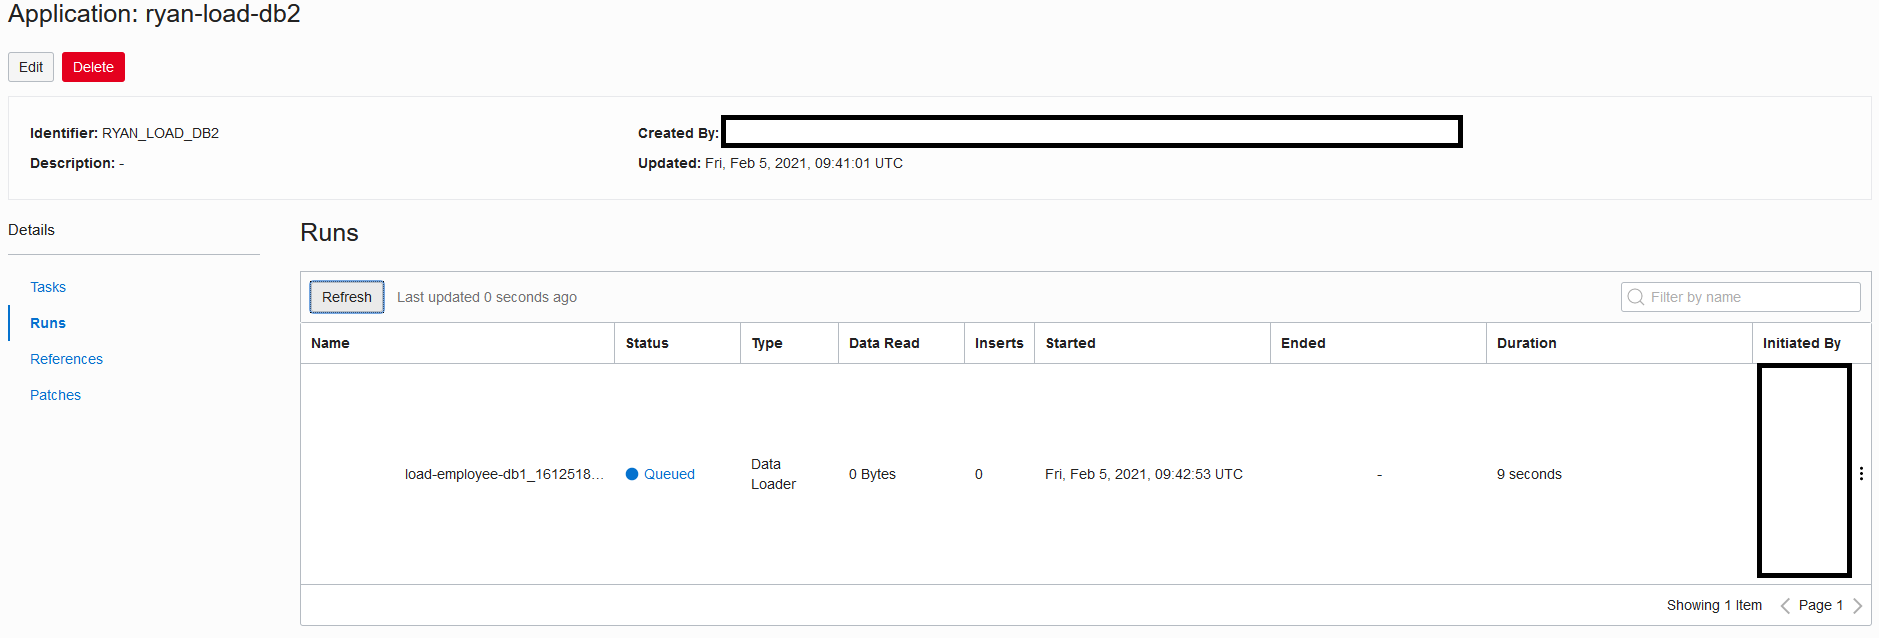 Application: ryan-load-db2
Edit Delete
Identifier: RYAN_LOAD_DB2 Created By:
Description: - Updated: Fri, Feb 5, 2021, 09:41:01 UTC
Details
Tasks
Runs
References
Patches
Runs
Refresh Last updated 0 seconds ago Filter by name
Name Status Type Data Read Inserts Started Ended Duration Initiated By
load-employee-db1_1612518... Queued Data Loader 0 Bytes 0 Fri, Feb 5, 2021, 09:42:53 UTC - 9 seconds
Showing 1 Item Page 1